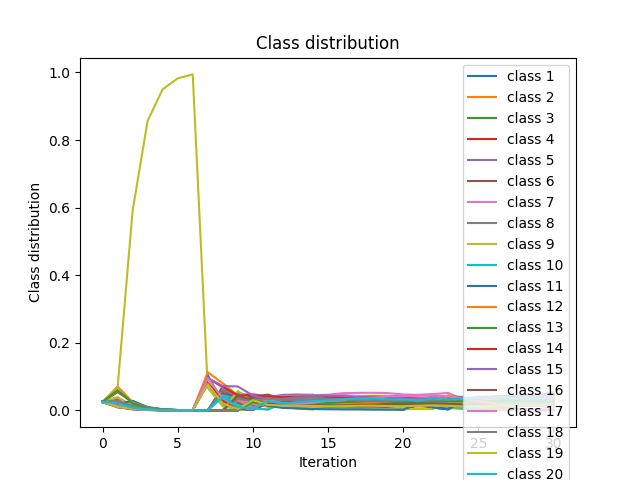 Class distribution
Class distribution
1.0
0.8
0.6
0.4
0.2
0.0
0 5 10 15 20 25 30
Iteration
class 1
class 2
class 3
class 4
class 5
class 6
class 7
class 8
class 9
class 10
class 11
class 12
class 13
class 14
class 15
class 16
class 17
class 18
class 19
class 20